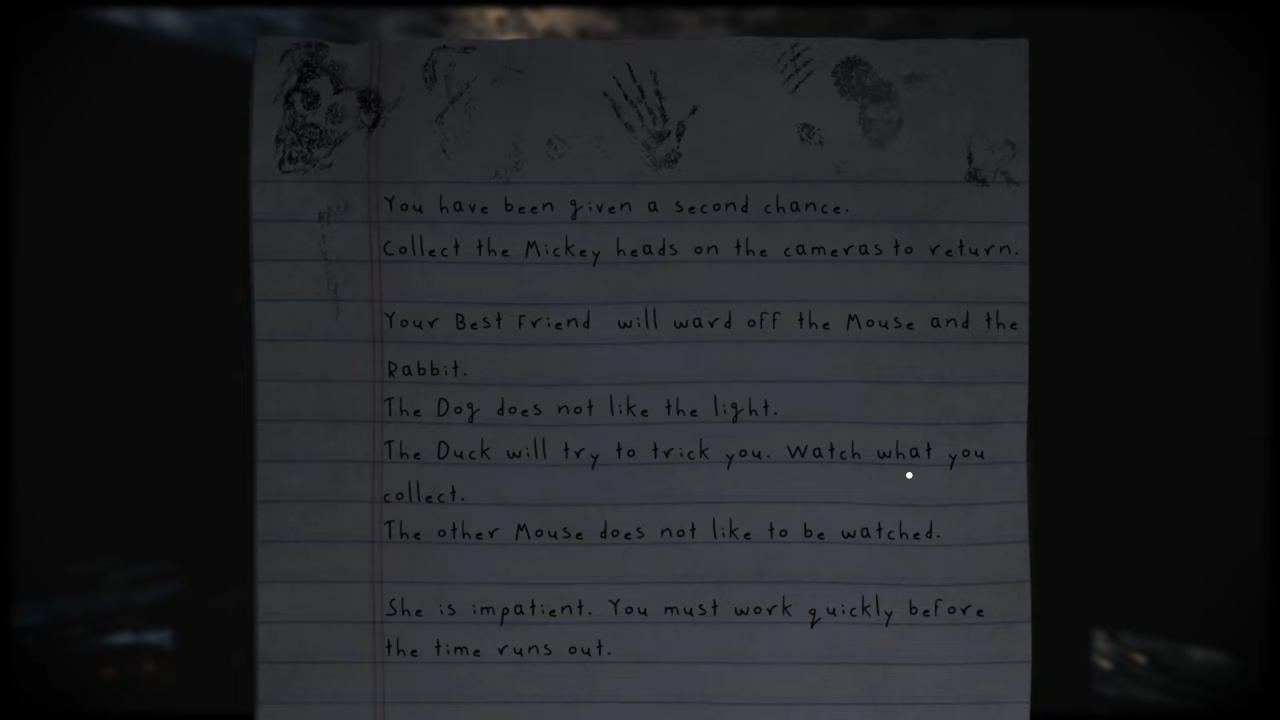 You have been given a second chance.
Collect the Mickey heads on the cameras to return.
Your Best Friend will ward off the Mouse and the
Rabbit.
The Dog does not like the light.
The Duck will try to trick you. Watch what you
collect.
The other Mouse does not like to be watched.
She is impatient. You must work quickly before
the time runs out.